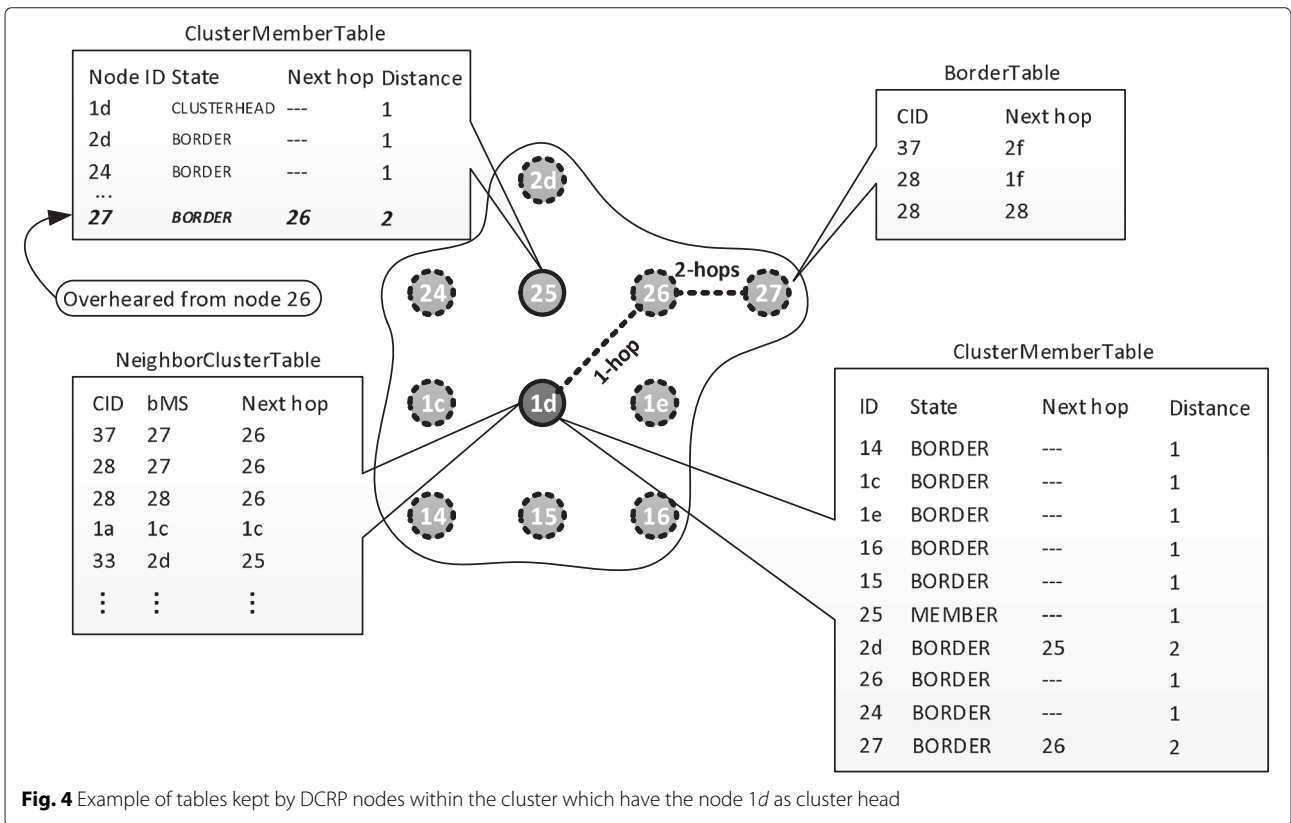 ClusterMemberTable
Node ID State Next hop Distance
1d CLUSTERHEAD --- 1
2d BORDER --- 1
24 BORDER --- 1
...
27 BORDER 26 2
Overheared from node 26
BorderTable
CID Next hop
37 2f
28 1f
28 28
2d
24
25
26
2-hops
27
1-hop
1c
1d
1e
14
15
16
NeighborClusterTable
CID bMS Next hop
37 27 26
28 27 26
28 28 26
1a 1c 1c
33 2d 25
⋮ ⋮ ⋮
ClusterMemberTable
ID State Next hop Distance
14 BORDER --- 1
1c BORDER --- 1
1e BORDER --- 1
16 BORDER --- 1
15 BORDER --- 1
25 MEMBER --- 1
2d BORDER 25 2
26 BORDER --- 1
24 BORDER --- 1
27 BORDER 26 2
Fig. 4 Example of tables kept by DCRP nodes within the cluster which have the node 1d as cluster head